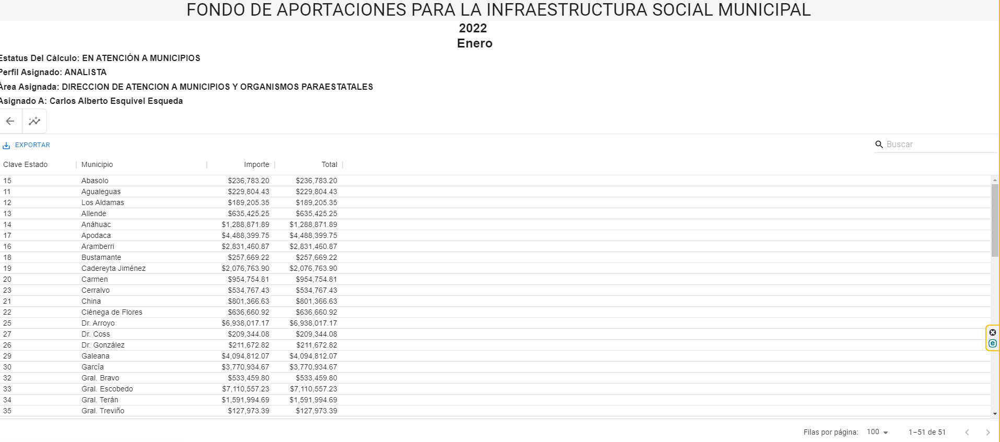 FONDO DE APORTACIONES PARA LA INFRAESTRUCTURA SOCIAL MUNICIPAL
2022
Enero
Estatus Del Cálculo: EN ATENCIÓN A MUNICIPIOS
Perfil Asignado: ANALISTA
Área Asignada: DIRECCION DE ATENCION A MUNICIPIOS Y ORGANISMOS PARAESTATALES
Asignado A: Carlos Alberto Esquivel Esqueda
EXPORTAR Buscar
Clave Estado Municipio Importe Total
15 Abasolo $236,783.20 $236,783.20
11 Agualeguas $229,804.43 $229,804.43
12 Los Aldamas $189,205.35 $189,205.35
13 Allende $635,425.25 $635,425.25
14 Anáhuac $1,288,871.89 $1,288,871.89
17 Apodaca $4,488,399.75 $4,488,399.75
16 Aramberri $2,831,460.87 $2,831,460.87
18 Bustamante $257,669.22 $257,669.22
19 Cadereyta Jiménez $2,076,763.90 $2,076,763.90
20 Carmen $954,754.81 $954,754.81
23 Cerralvo $534,767.43 $534,767.43
21 China $801,366.63 $801,366.63
22 Ciénega de Flores $636,660.92 $636,660.92
25 Dr. Arroyo $6,938,017.17 $6,938,017.17
27 Dr. Coss $209,344.08 $209,344.08
26 Dr. González $211,672.82 $211,672.82
29 Galeana $4,094,812.07 $4,094,812.07
30 García $3,770,934.67 $3,770,934.67
32 Gral. Bravo $533,459.80 $533,459.80
33 Gral. Escobedo $7,110,557.23 $7,110,557.23
34 Gral. Terán $1,591,994.69 $1,591,994.69
35 Gral. Treviño $127,973.39 $127,973.39
Filas por página: 100 1–51 de 51